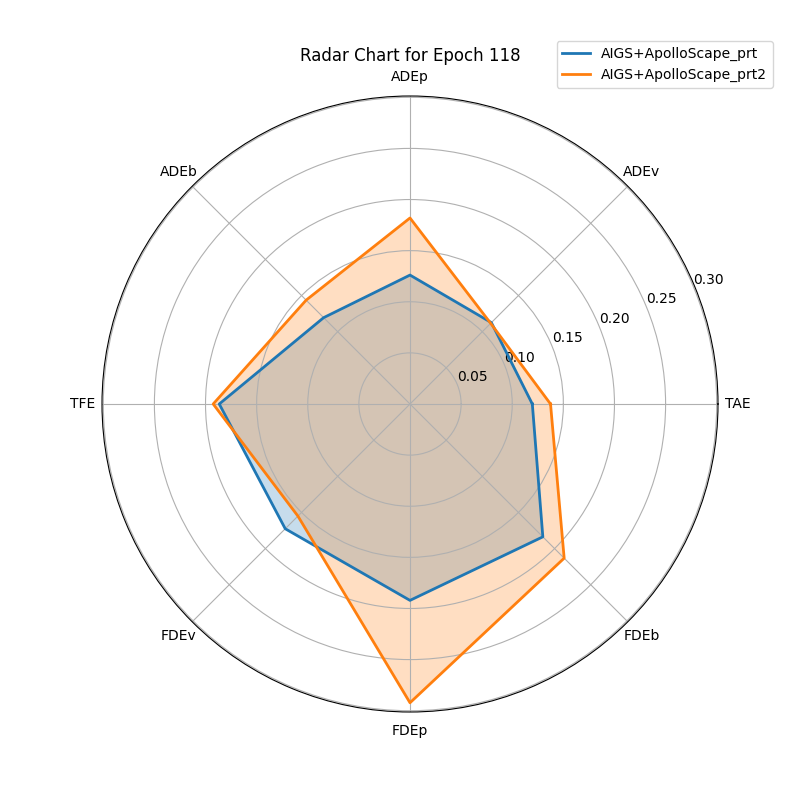 Radar Chart for Epoch 118
AIGS+ApolloScape_prt
AIGS+ApolloScape_prt2
ADEp
ADEb
ADEv
0.30
0.25
0.20
0.15
0.10
0.05
TFE
TAE
FDEv
FDEb
FDEp